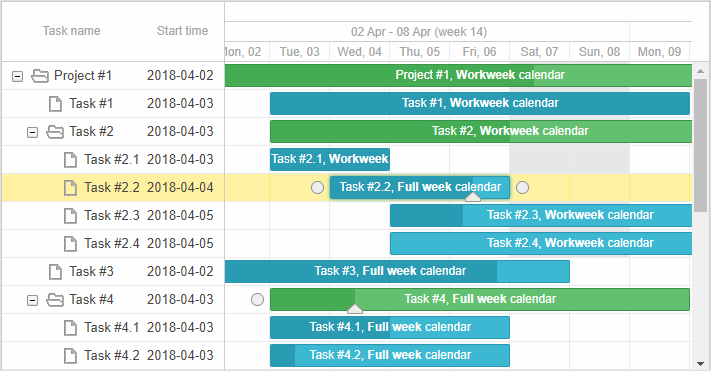 Task name Start time 02 Apr - 08 Apr (week 14)
Mon, 02 Tue, 03 Wed, 04 Thu, 05 Fri, 06 Sat, 07 Sun, 08 Mon, 09
Project #1 2018-04-02 Project #1, Workweek calendar
Task #1 2018-04-03 Task #1, Workweek calendar
Task #2 2018-04-03 Task #2, Workweek calendar
Task #2.1 2018-04-03 Task #2.1, Workweek
Task #2.2 2018-04-04 Task #2.2, Full week calendar
Task #2.3 2018-04-05 Task #2.3, Workweek calendar
Task #2.4 2018-04-05 Task #2.4, Workweek calendar
Task #3 2018-04-02 Task #3, Full week calendar
Task #4 2018-04-03 Task #4, Full week calendar
Task #4.1 2018-04-03 Task #4.1, Full week calendar
Task #4.2 2018-04-03 Task #4.2, Full week calendar